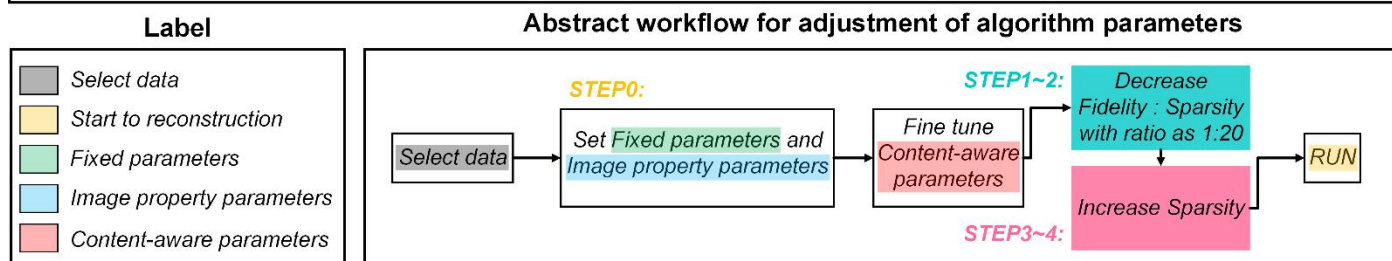 Label
Select data
Start to reconstruction
Fixed parameters
Image property parameters
Content-aware parameters
Abstract workflow for adjustment of algorithm parameters
Select data
STEP0:
Set Fixed parameters and
Image property parameters
Fine tune
Content-aware
parameters
STEP1~2:
Decrease
Fidelity : Sparsity
with ratio as 1:20
STEP3~4:
Increase Sparsity
RUN